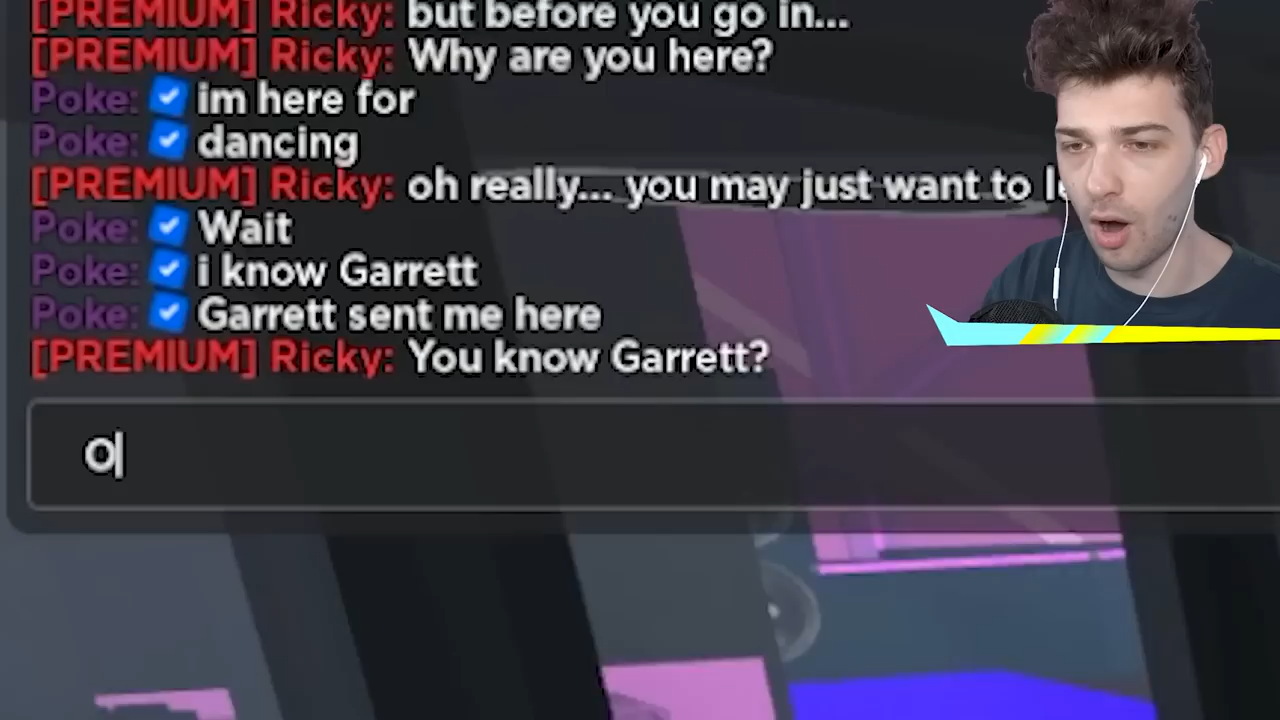 [PREMIUM] Ricky: but before you go in...
[PREMIUM] Ricky: Why are you here?
Poke: im here for
Poke: dancing
[PREMIUM] Ricky: oh really... you may just want to
Poke: Wait
Poke: i know Garrett
Poke: Garrett sent me here
[PREMIUM] Ricky: You know Garrett?
O